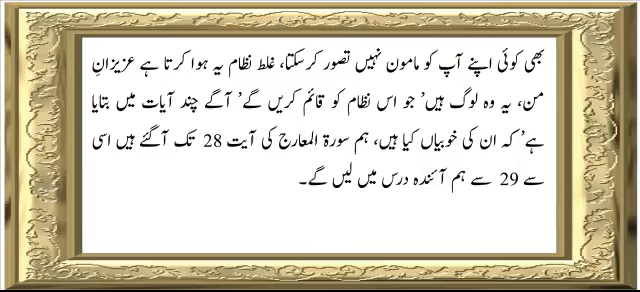 بھی کوئی اپنے آپ کو مامون نہیں تصور کرسکتا، غلط نظام یہ ہوا کرتا ہے عزیزانِ
من، یہ وہ لوگ ہیں’ جو اس نظام کو قائم کریں گے’ آگے چند آیات میں بتایا
ہے’ کہ ان کی خوبیاں کیا ہیں، ہم سورۃ المعارج کی آیت 28 تک آگئے ہیں اسی
سے 29 سے ہم آئندہ درس میں لیں گے۔